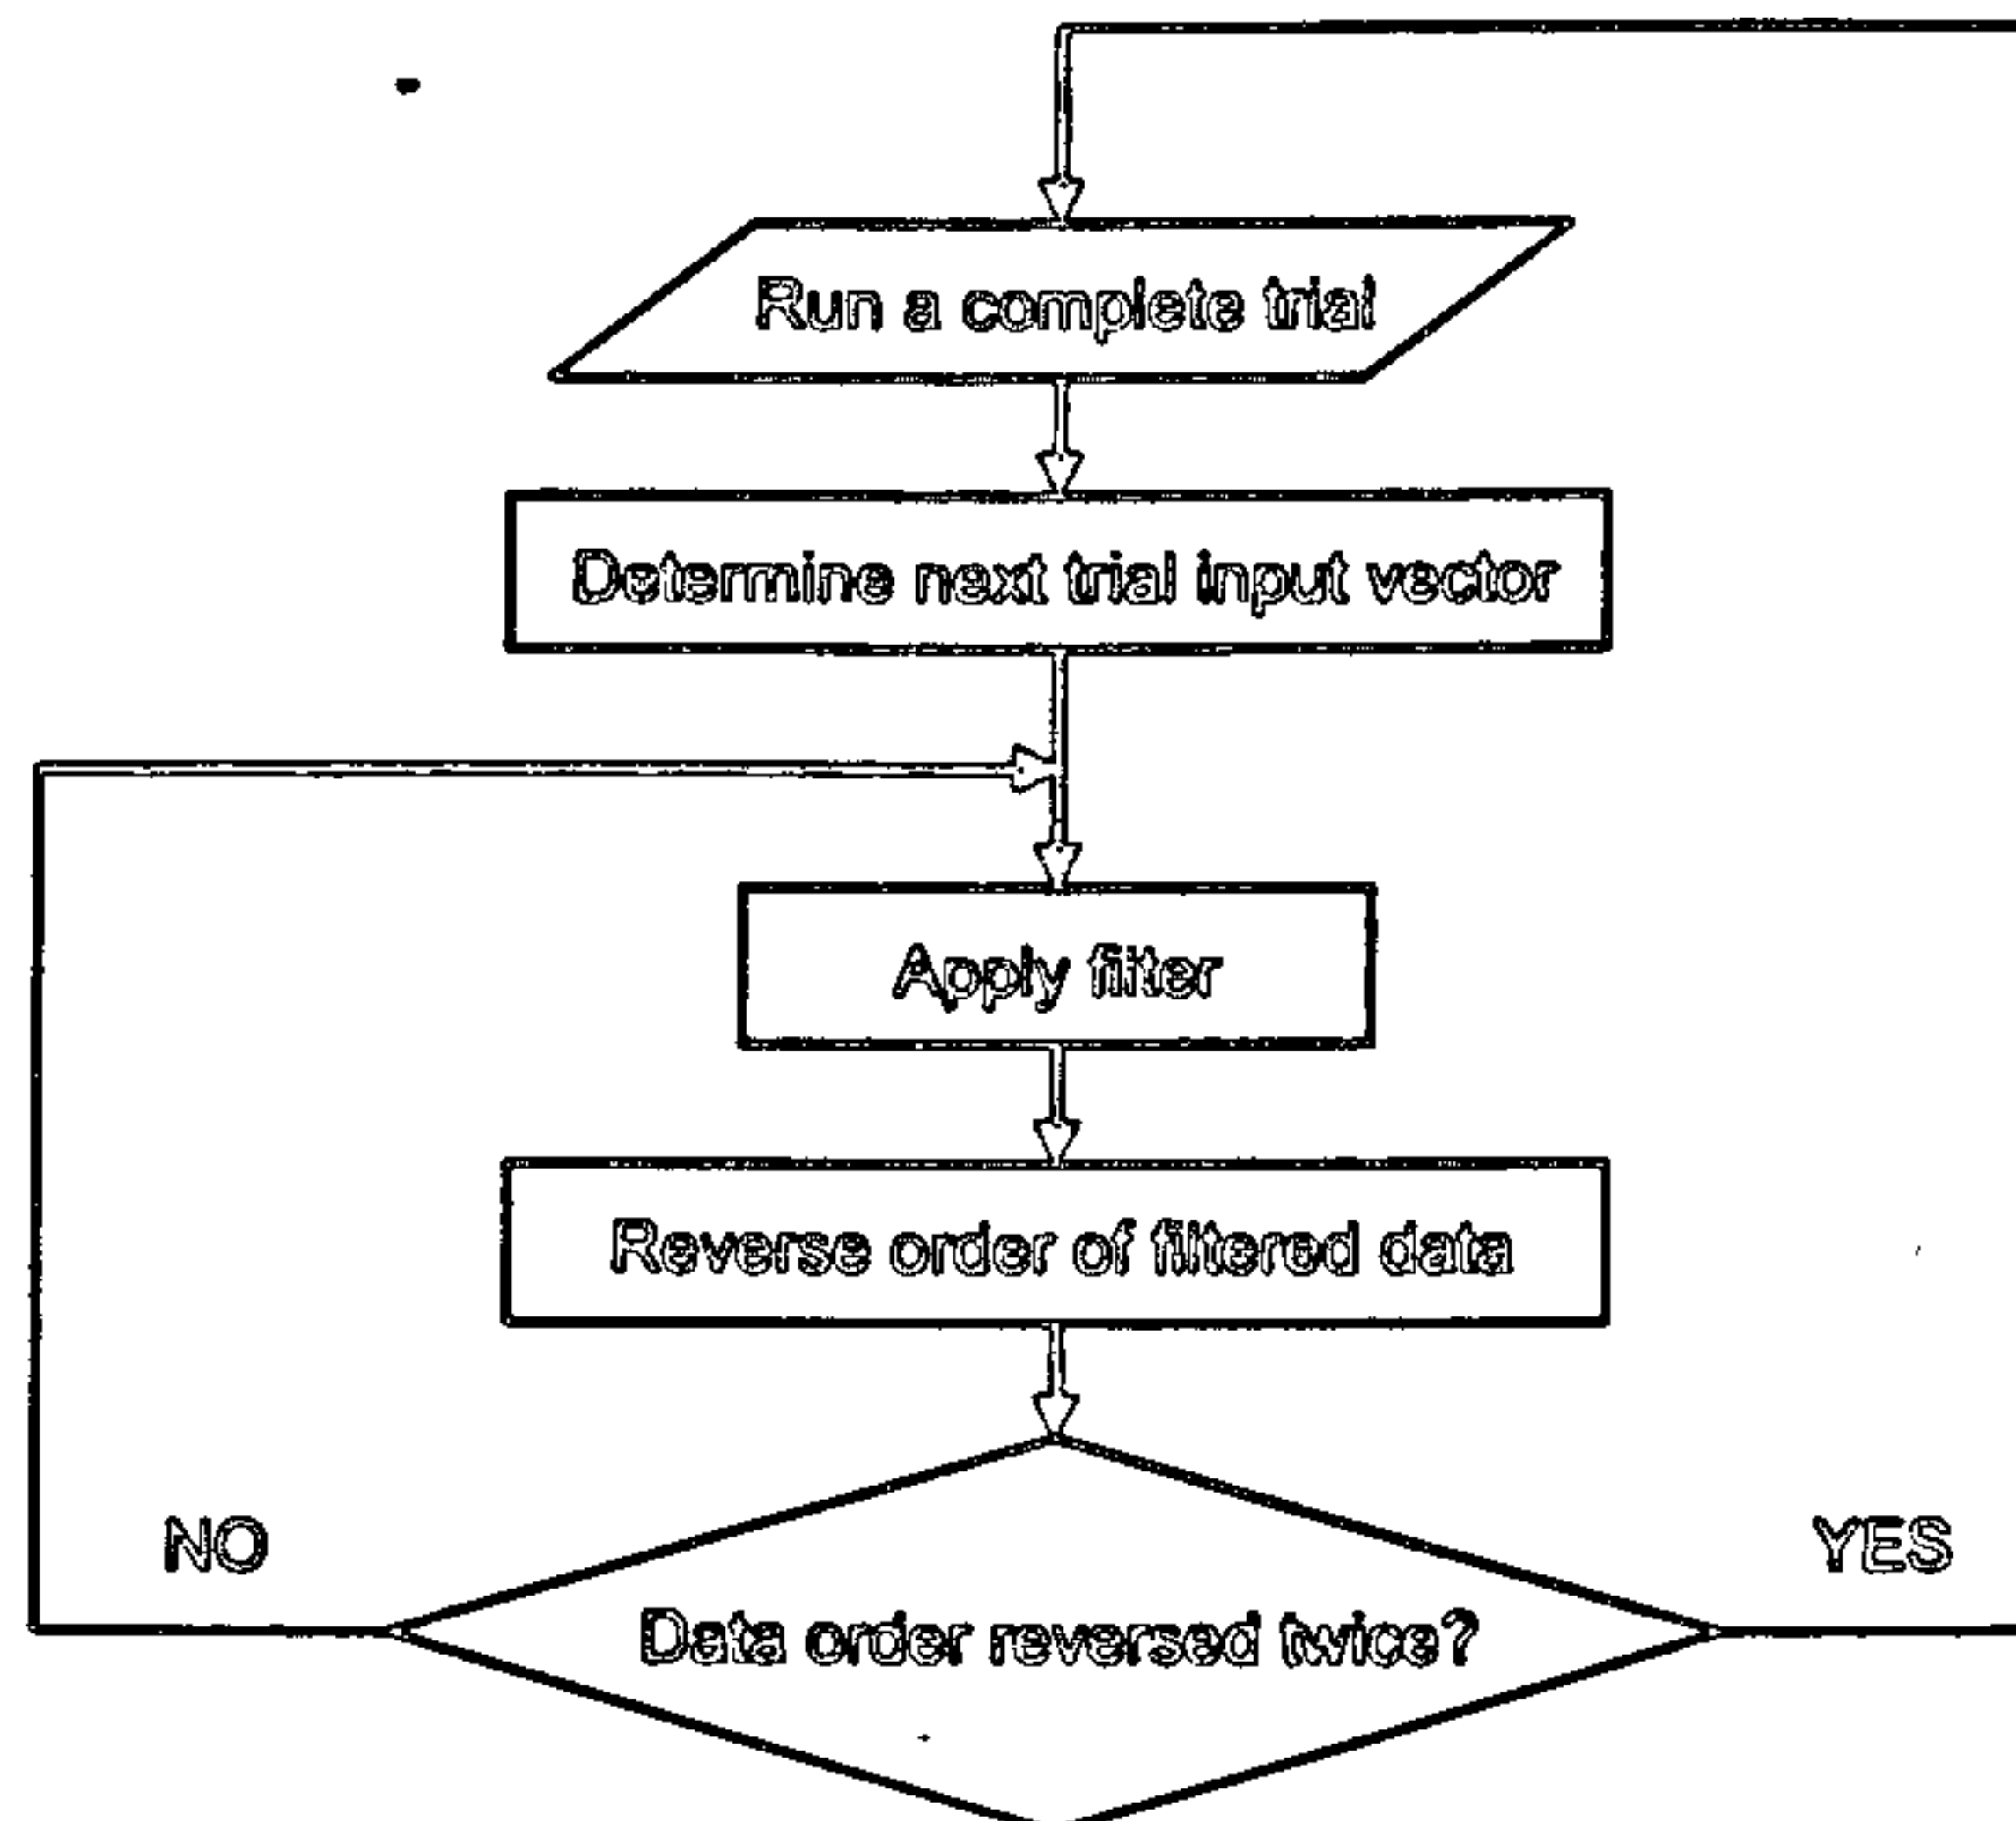 Run a complete trial
Determine next trial input vector
Apply filter
Reverse order of filtered data
NO
YES
Data order reversed twice?